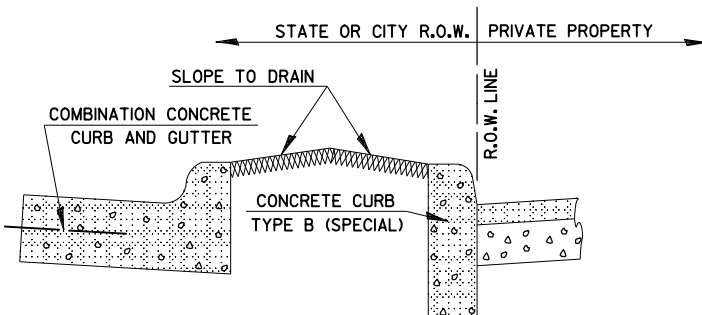 STATE OR CITY R.O.W. PRIVATE PROPERTY
SLOPE TO DRAIN
R.O.W. LINE
COMBINATION CONCRETE
CURB AND GUTTER
CONCRETE CURB
TYPE B (SPECIAL)